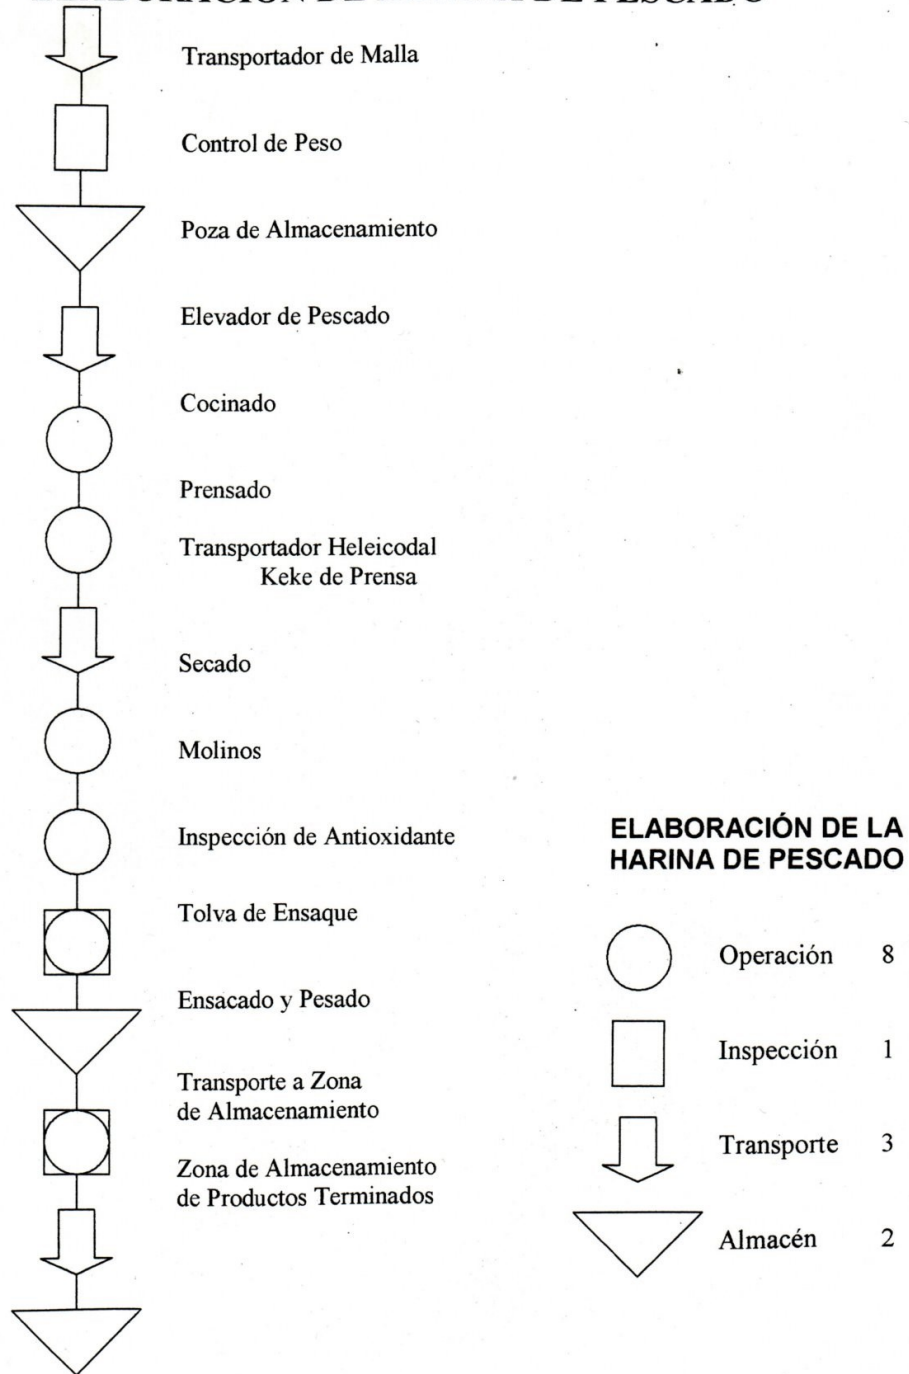 Transportador de Malla
Control de Peso
Poza de Almacenamiento
Elevador de Pescado
Cocinado
Prensado
Transportador Heleicodal
Keke de Prensa
Secado
Molinos
Inspección de Antioxidante
Tolva de Ensaque
Ensacado y Pesado
Transporte a Zona
de Almacenamiento
Zona de Almacenamiento
de Productos Terminados
ELABORACIÓN DE LA
HARINA DE PESCADO
Operación 8
Inspección 1
Transporte 3
Almacén 2